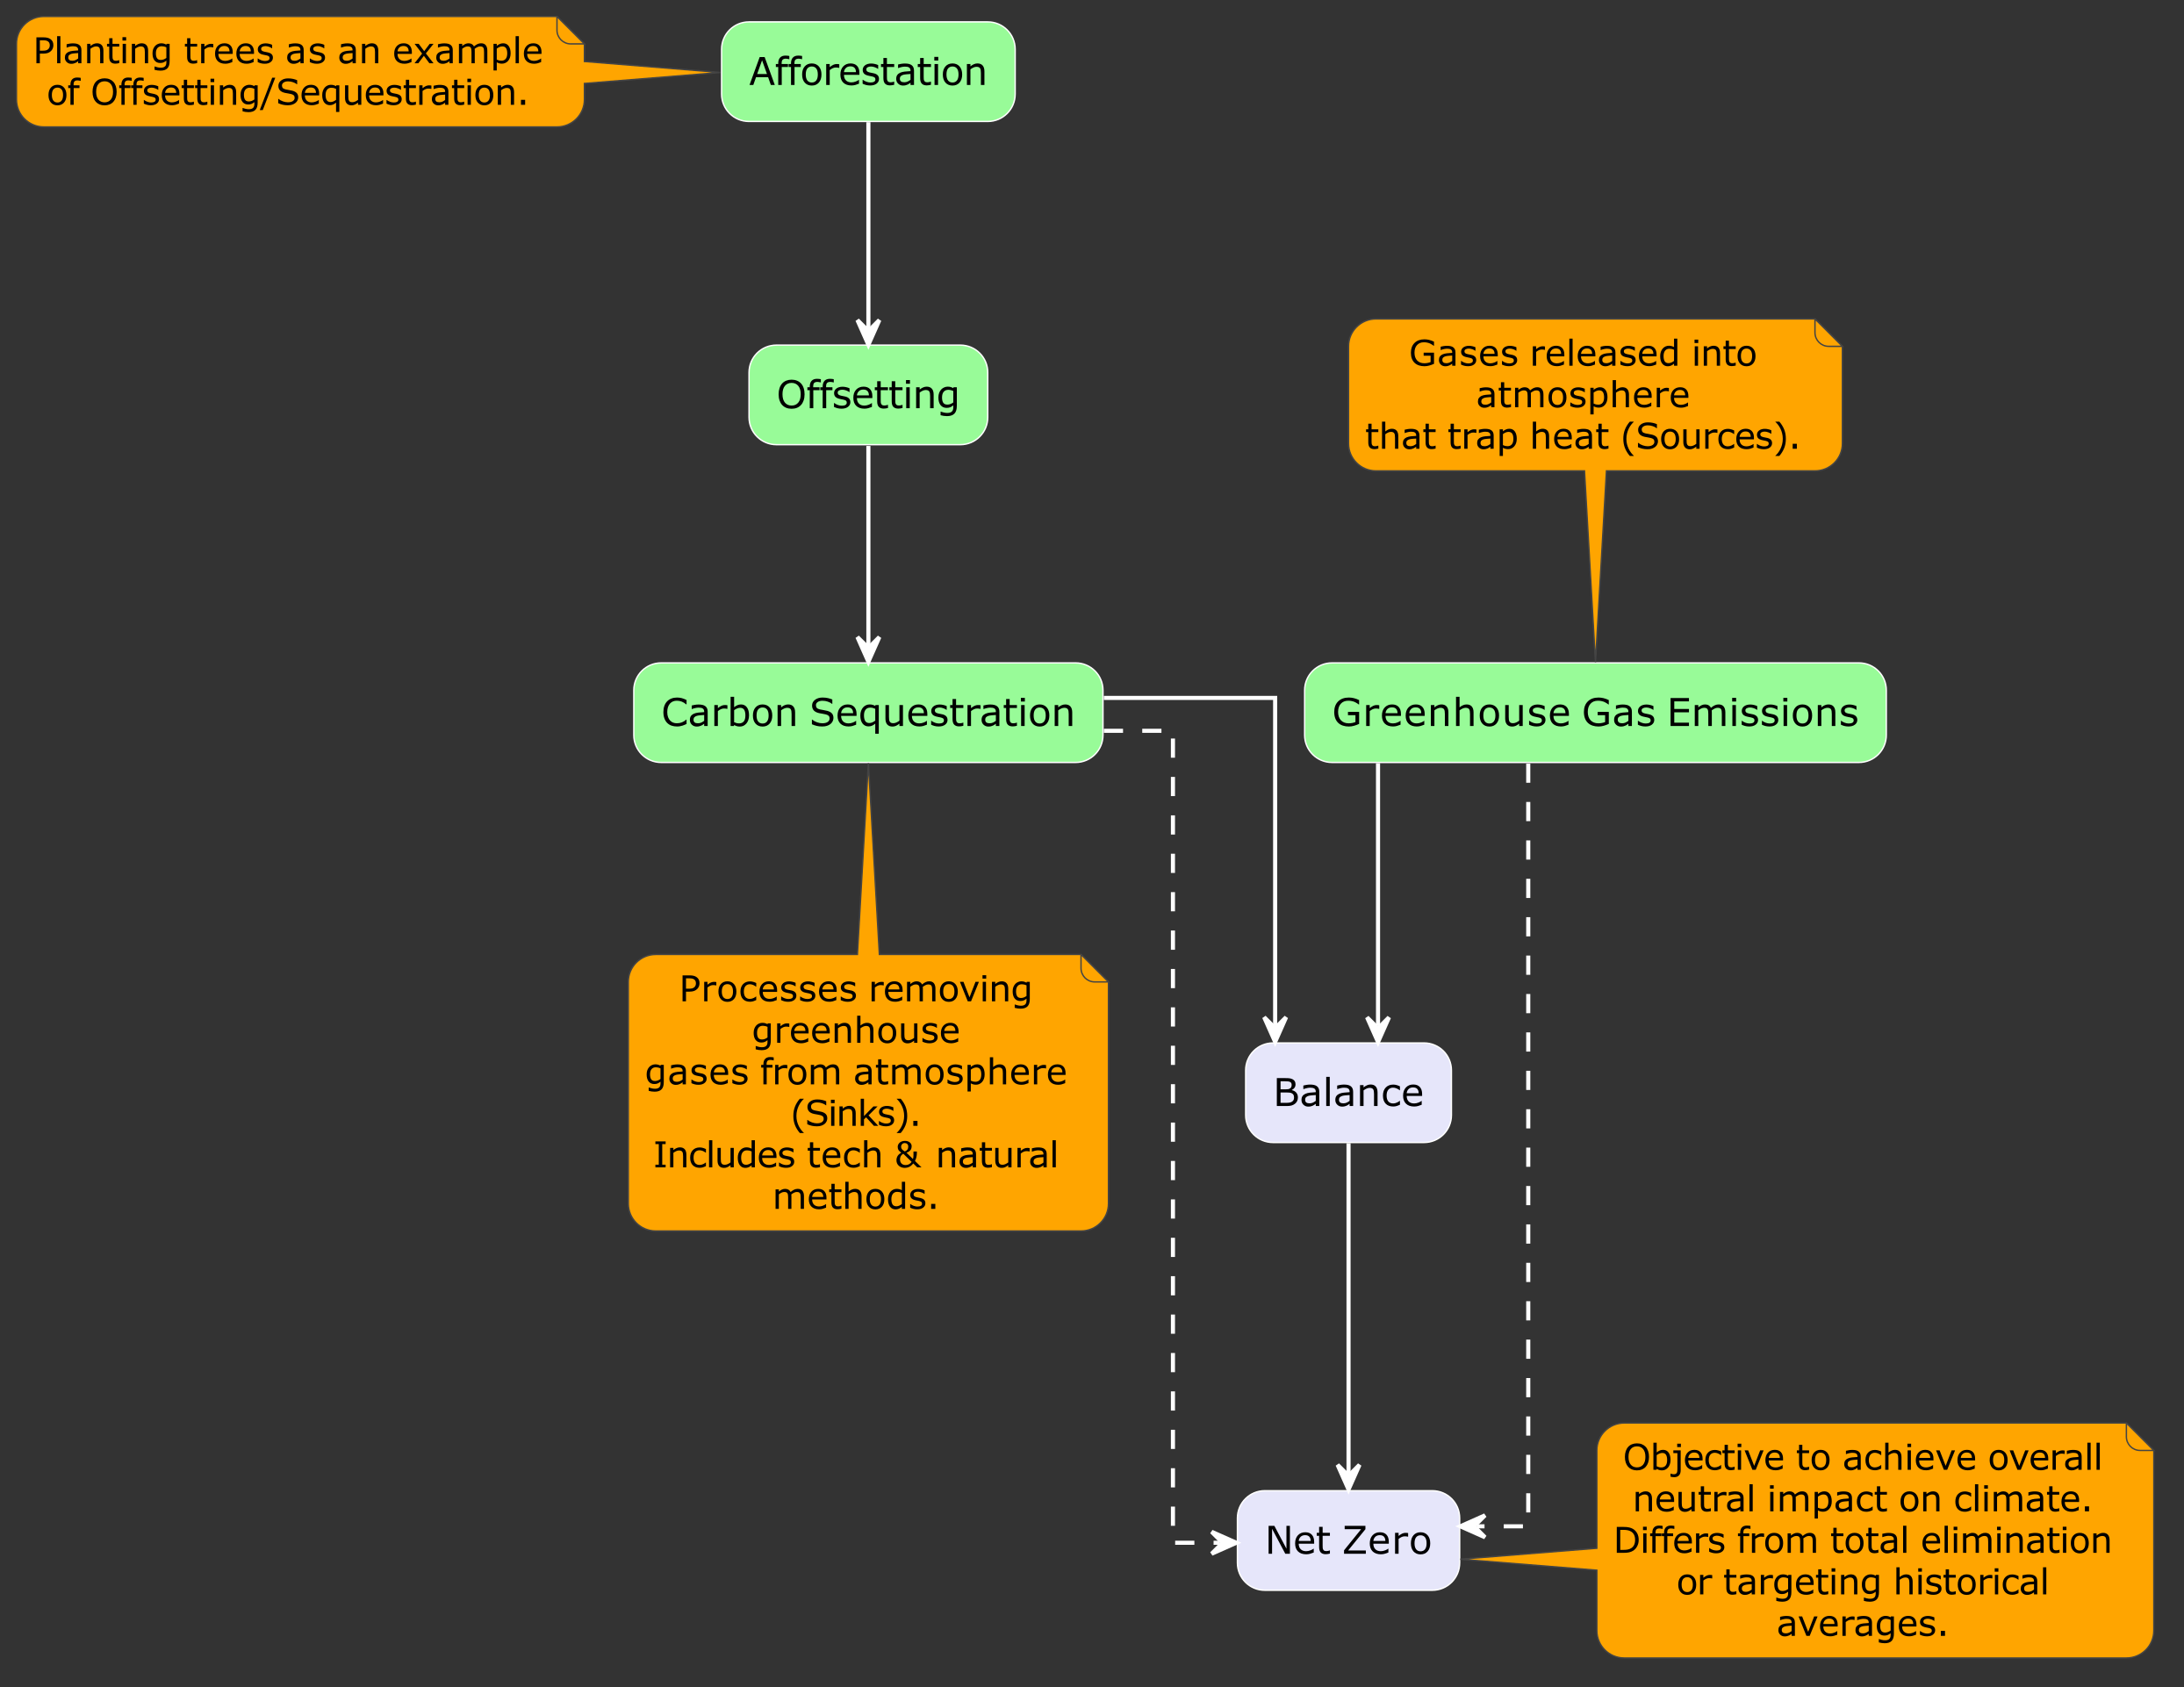 Planting trees as an example
of Offsetting/Sequestration.
Afforestation
Offsetting
Gases released into
atmosphere
that trap heat (Sources).
Carbon Sequestration
Greenhouse Gas Emissions
Processes removing
greenhouse
gases from atmosphere
(Sinks).
Includes tech & natural
methods.
Balance
Net Zero
Objective to achieve overall
neutral impact on climate.
Differs from total elimination
or targeting historical
averages.